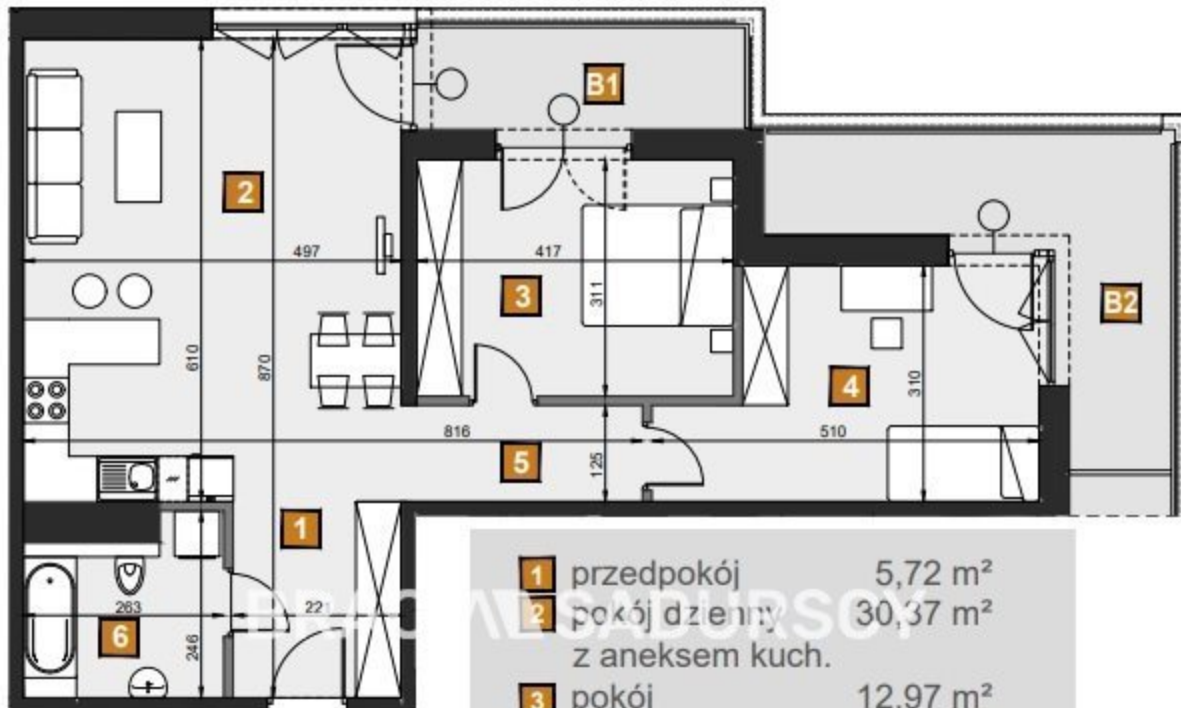 B1
2
497
417
3
311
B2
4
310
610
870
816
510
5
125
1
263
221
6
246
BRACIA SADURSCY
1 przedpokój 5,72 m²
2 pokój dzienny 30,37 m²
z aneksem kuch.
3 pokój 12,97 m²